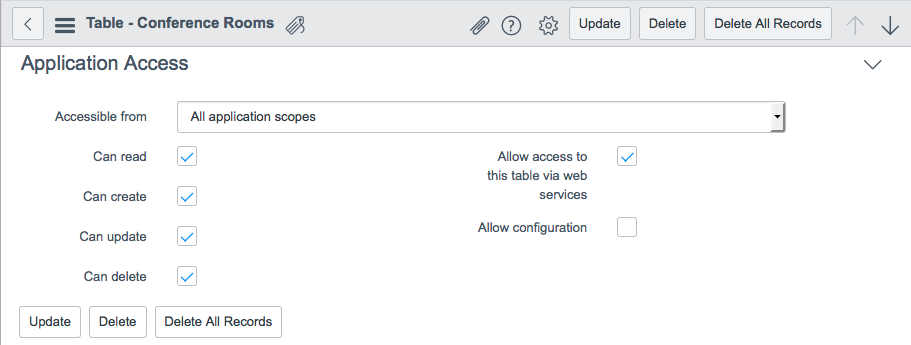 Table - Conference Rooms
Update
Delete
Delete All Records
Application Access
Accessible from
All application scopes
Can read
Allow access to
this table via web
services
Can create
Can update
Allow configuration
Can delete
Update
Delete
Delete All Records